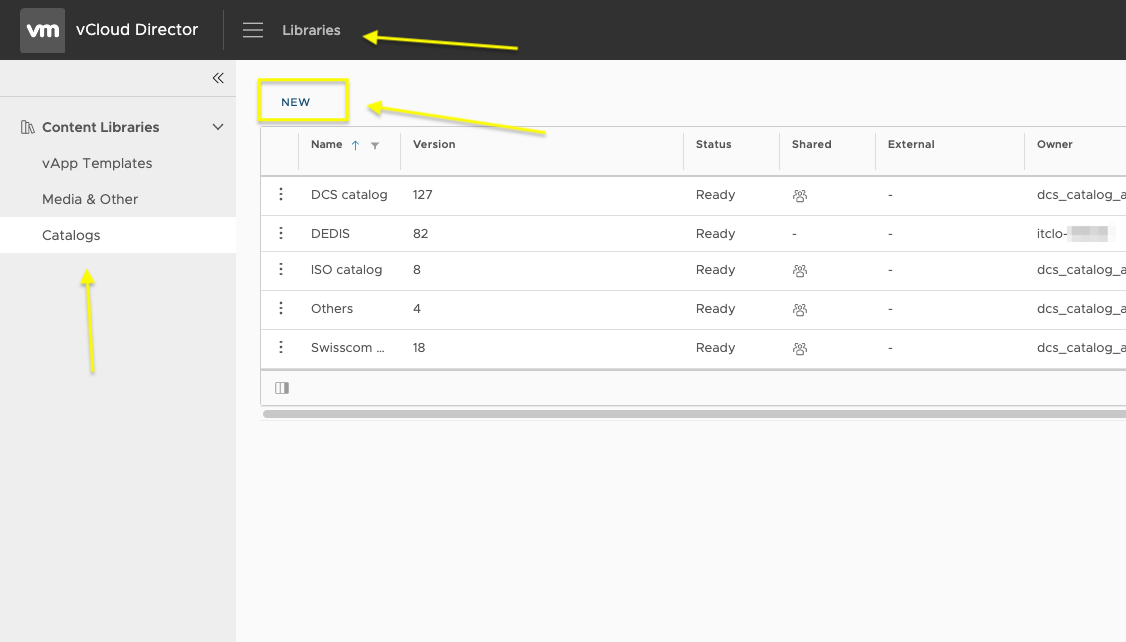 vm vCloud Director Libraries
NEW
Content Libraries
vApp Templates
Media & Other
Catalogs
Name Version Status Shared External Owner
DCS catalog 127 Ready - dcs_catalog_a
DEDIS 82 Ready - - itclo-
ISO catalog 8 Ready - dcs_catalog_a
Others 4 Ready - dcs_catalog_a
Swisscom ... 18 Ready - dcs_catalog_a